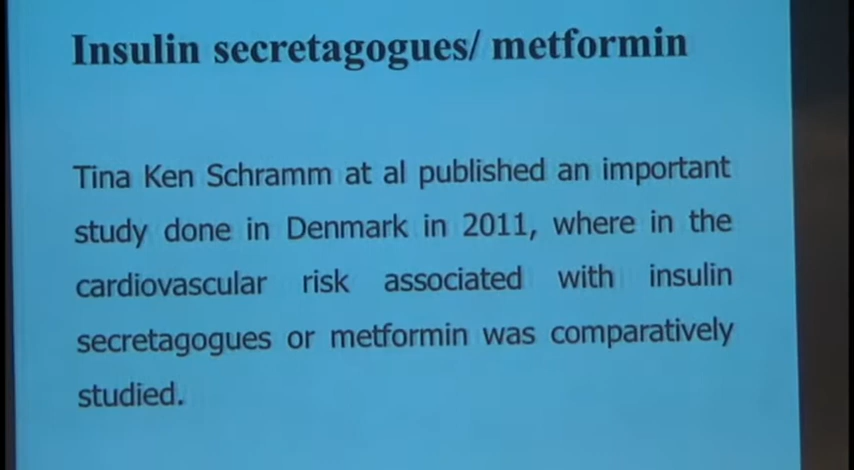 Insulin secretagogues/ metformin
Tina Ken Schramm at al published an important
study done in Denmark in 2011, where in the
cardiovascular risk associated with insulin
secretagogues or metformin was comparatively
studied.